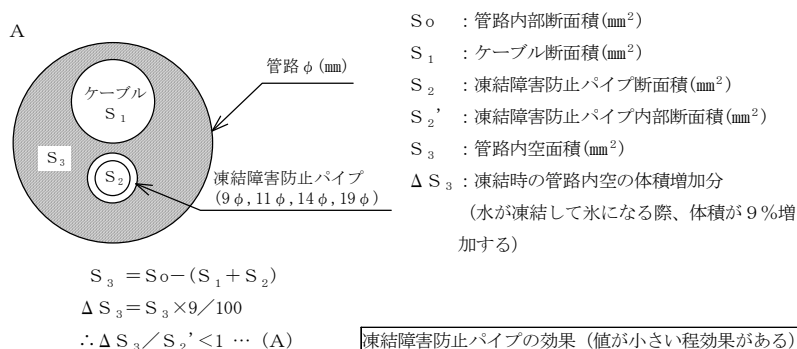 A
管路φ(mm)
ケーブル
S₁
S₃
S₂
凍結障害防止パイプ
(9φ,11φ,14φ,19φ)
So :管路内部断面積(mm²)
S₁ :ケーブル断面積(mm²)
S₂ :凍結障害防止パイプ断面積(mm²)
S₂' :凍結障害防止パイプ内部断面積(mm²)
S₃ :管路内空面積(mm²)
ΔS₃:凍結時の管路内空の体積増加分
(水が凍結して氷になる際、体積が9%増
加する)
S₃ =So−(S₁+S₂)
ΔS₃=S₃×9/100
∴ΔS₃/S₂'<1 … (A)
凍結障害防止パイプの効果(値が小さい程効果がある)